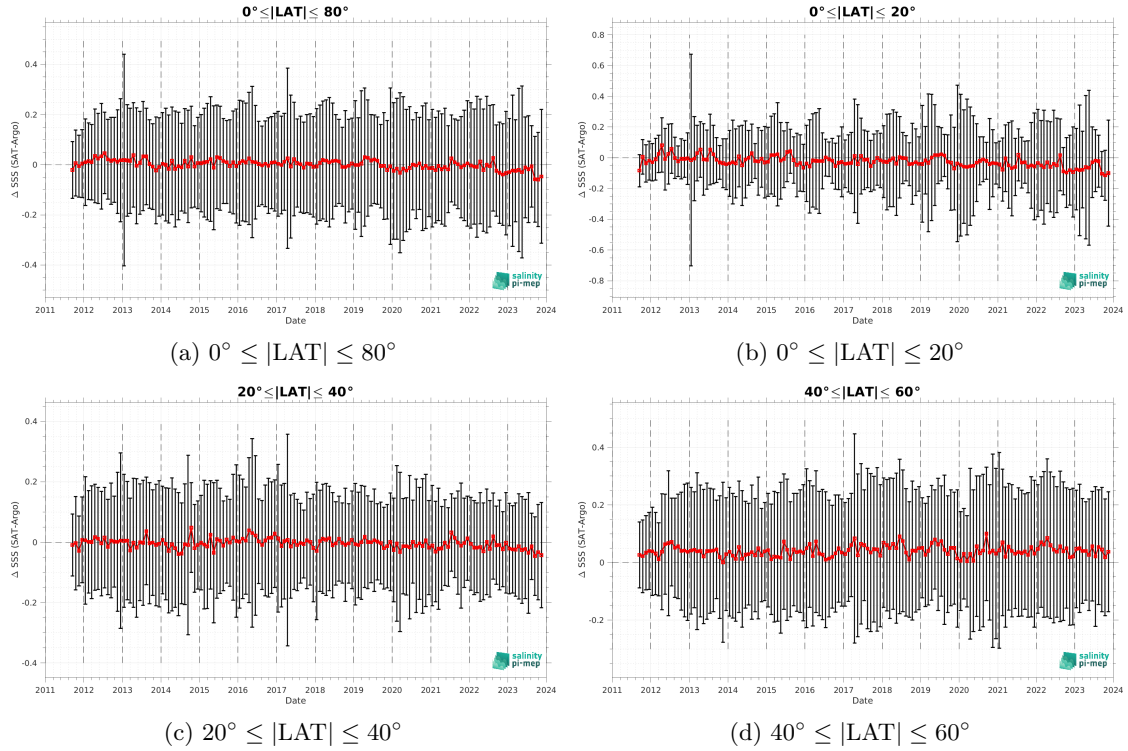 0°≤|LAT|≤ 80°
Δ SSS (SAT-Argo)
0.4
0.2
0
-0.2
-0.4
2011 2012 2013 2014 2015 2016 2017 2018 2019 2020 2021 2022 2023 2024
Date
salinity
pi-mep
(a) 0° ≤ |LAT| ≤ 80°
0°≤|LAT|≤ 20°
Δ SSS (SAT-Argo)
0.8
0.6
0.4
0.2
0
-0.2
-0.4
-0.6
-0.8
2011 2012 2013 2014 2015 2016 2017 2018 2019 2020 2021 2022 2023 2024
Date
salinity
pi-mep
(b) 0° ≤ |LAT| ≤ 20°
20°≤|LAT|≤ 40°
Δ SSS (SAT-Argo)
0.4
0.2
0
-0.2
-0.4
2011 2012 2013 2014 2015 2016 2017 2018 2019 2020 2021 2022 2023 2024
Date
salinity
pi-mep
(c) 20° ≤ |LAT| ≤ 40°
40°≤|LAT|≤ 60°
Δ SSS (SAT-Argo)
0.4
0.2
0
-0.2
2011 2012 2013 2014 2015 2016 2017 2018 2019 2020 2021 2022 2023 2024
Date
salinity
pi-mep
(d) 40° ≤ |LAT| ≤ 60°